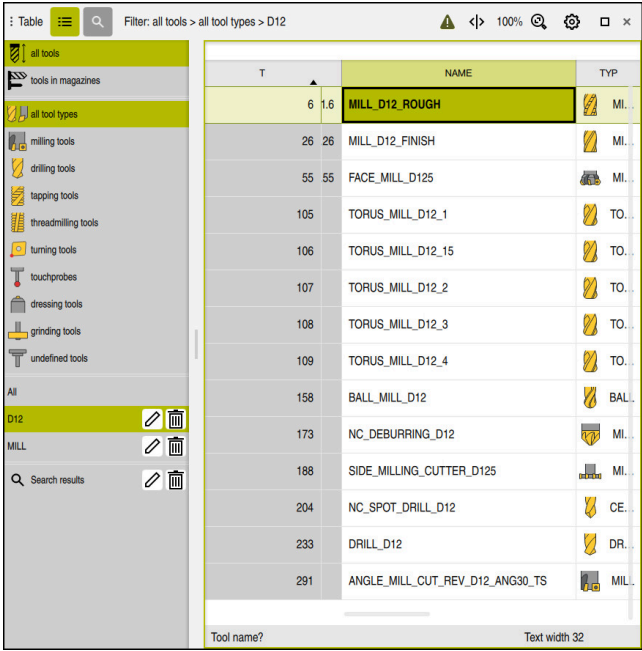 Table Filter: all tools > all tool types > D12 100%
all tools
tools in magazines
all tool types
milling tools
drilling tools
tapping tools
threadmilling tools
turning tools
touchprobes
dressing tools
grinding tools
undefined tools
All
D12
MILL
Search results
T NAME TYP
6 1.6 MILL_D12_ROUGH MI...
26 26 MILL_D12_FINISH MI...
55 55 FACE_MILL_D125 MI...
105 TORUS_MILL_D12_1 TO...
106 TORUS_MILL_D12_15 TO...
107 TORUS_MILL_D12_2 TO...
108 TORUS_MILL_D12_3 TO...
109 TORUS_MILL_D12_4 TO...
158 BALL_MILL_D12 BAL...
173 NC_DEBURRING_D12 MI...
188 SIDE_MILLING_CUTTER_D125 MI...
204 NC_SPOT_DRILL_D12 CE...
233 DRILL_D12 DR...
291 ANGLE_MILL_CUT_REV_D12_ANG30_TS MILL...
Tool name? Text width 32